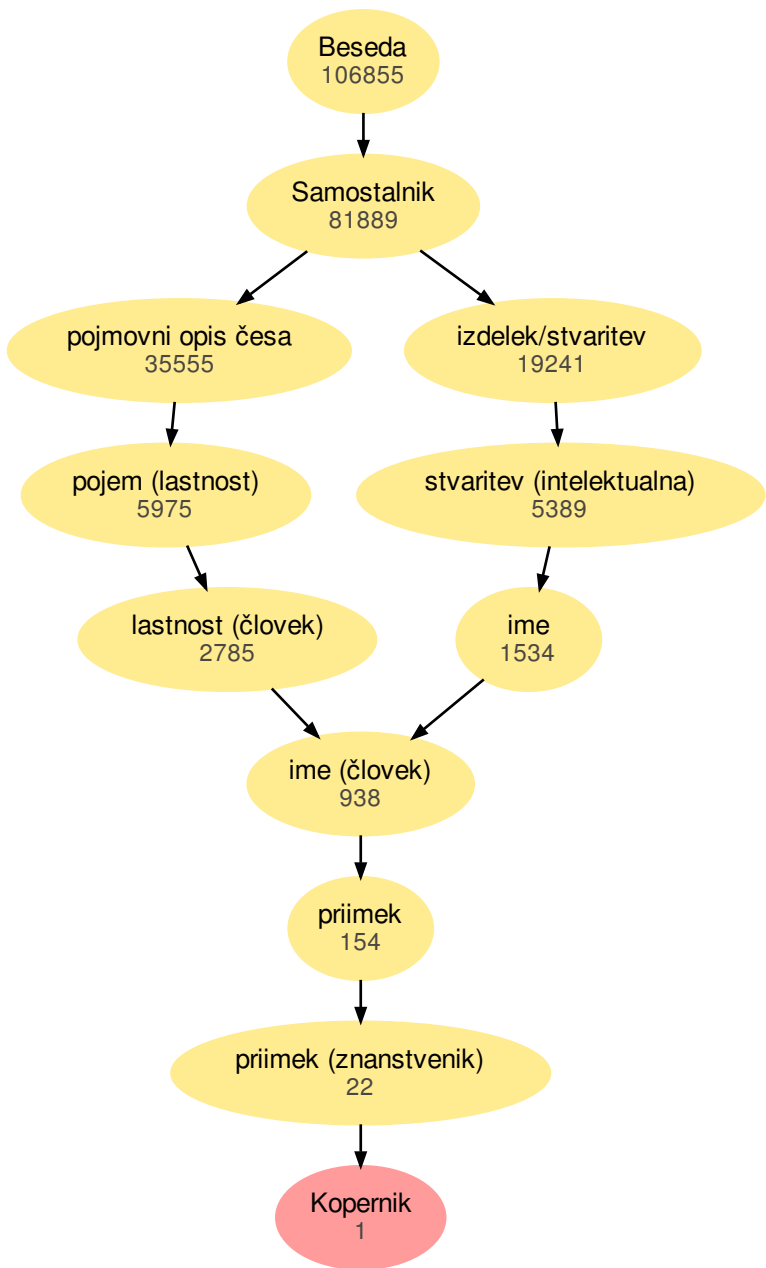 Beseda
106855
Samostalnik
81889
pojmovni opis česa
35555
izdelek/stvaritev
19241
pojem (lastnost)
5975
stvaritev (intelektualna)
5389
lastnost (človek)
2785
ime
1534
ime (človek)
938
priimek
154
priimek (znanstvenik)
22
Kopernik
1